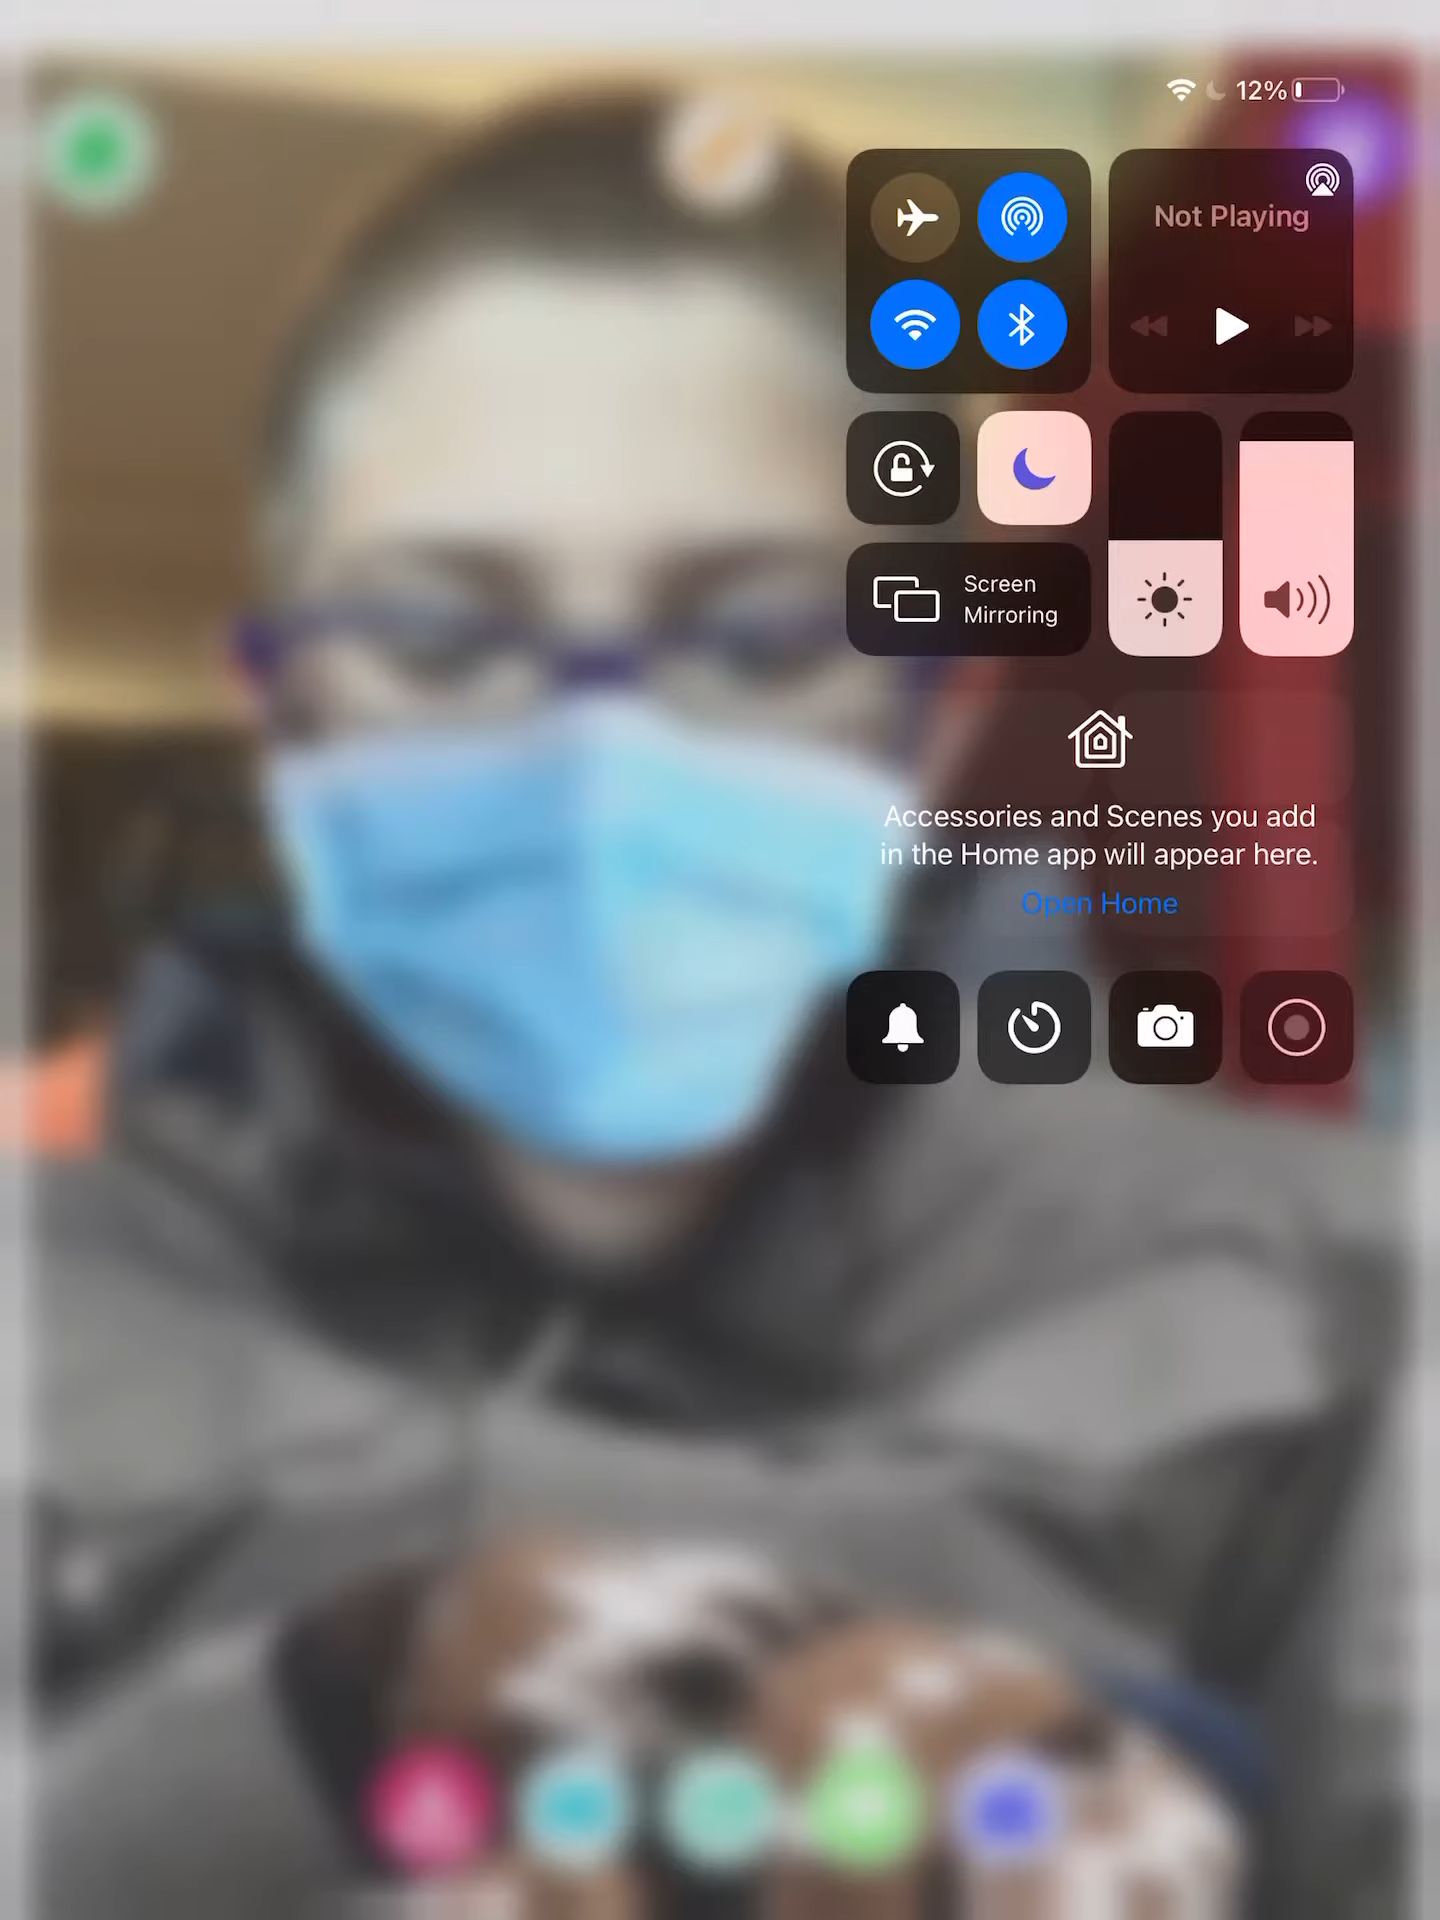 12%
Not Playing
Screen
Mirroring
Accessories and Scenes you add
in the Home app will appear here.
Open Home